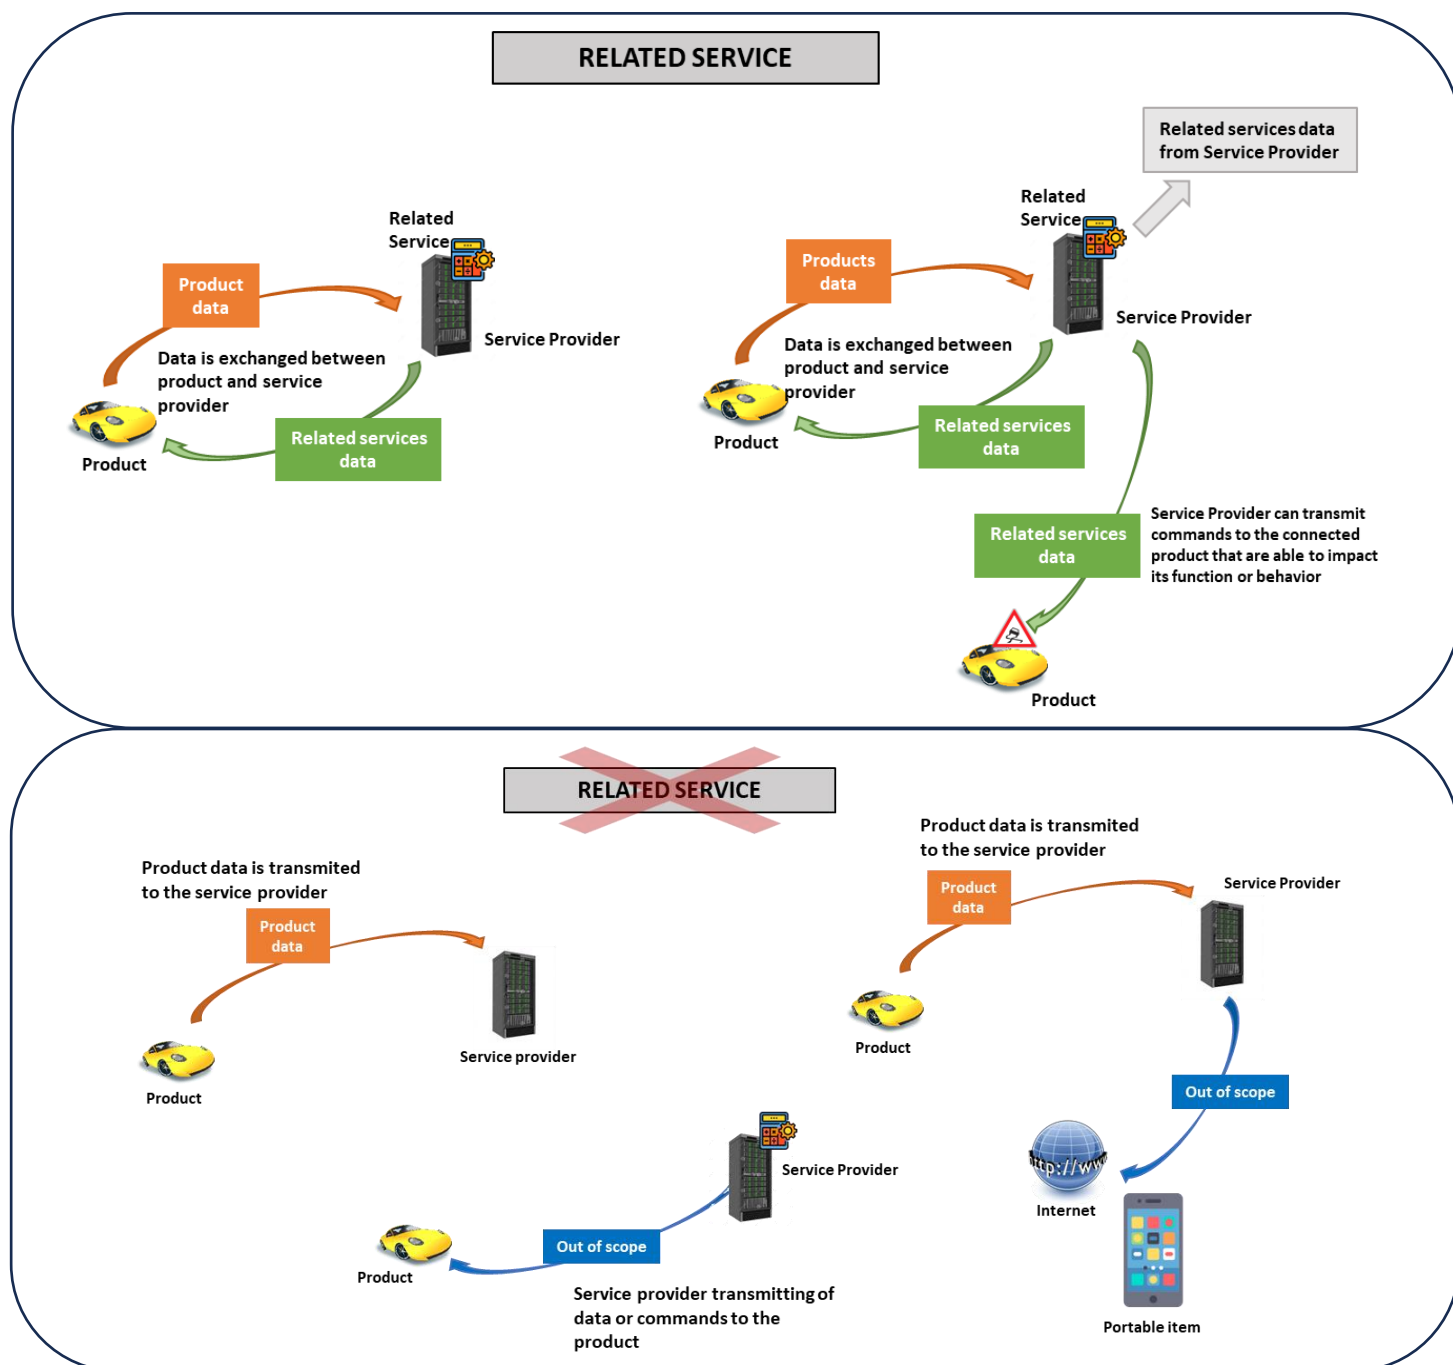 RELATED SERVICE
Related services data
from Service Provider
Related
Service
Product
data
Service Provider
Data is exchanged between
product and service
provider
Related services
data
Product
Related
Service
Products
data
Service Provider
Data is exchanged between
product and service
provider
Related services
data
Product
Related services
data
Service Provider can transmit
commands to the connected
product that are able to impact
its function or behavior
Product
RELATED SERVICE
Product data is transmited
to the service provider
Product
data
Service provider
Product
Product data is transmited
to the service provider
Product
data
Service Provider
Product
Out of scope
http://www
Internet
Portable item
Service Provider
Out of scope
Product
Service provider transmitting of
data or commands to the
product